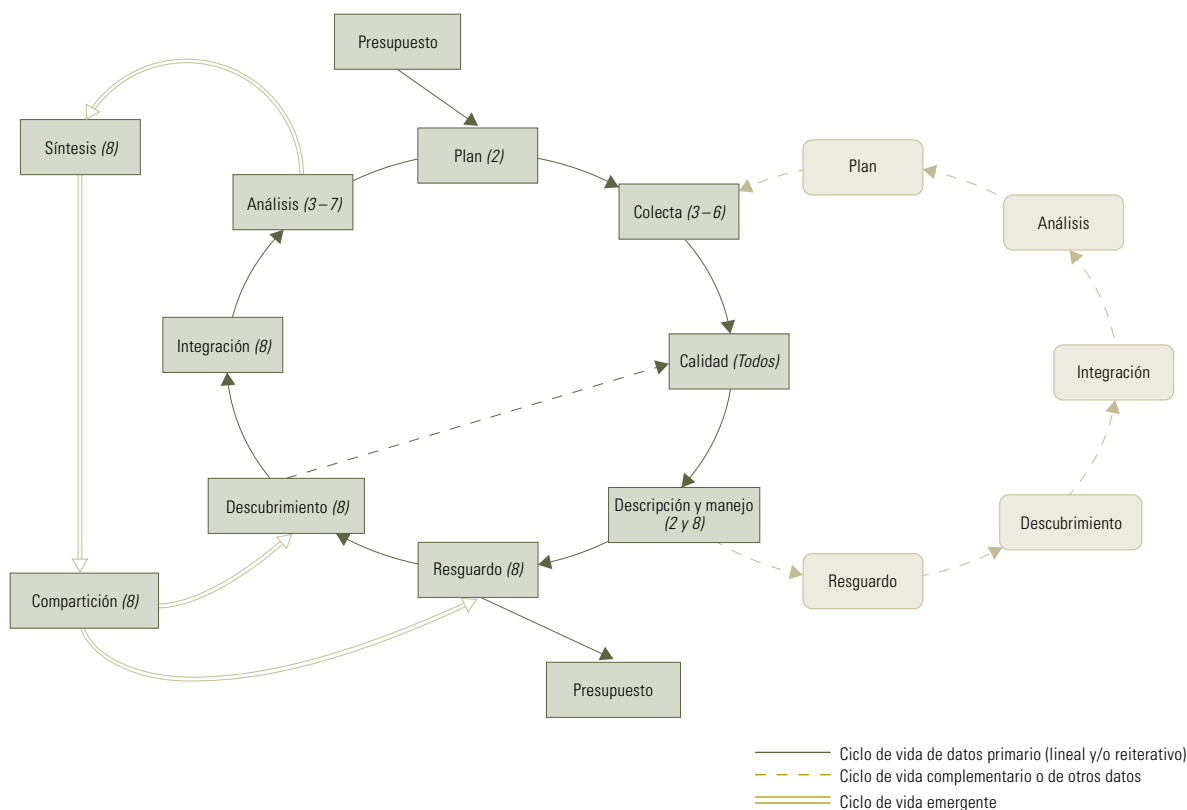 Presupuesto
Plan (2)
Síntesis (8)
Plan
Análisis (3–7)
Colecta (3–6)
Análisis
Integración (8)
Calidad (Todos)
Integración
Descubrimiento (8)
Descripción y manejo
(2 y 8)
Descubrimiento
Resguardo (8)
Resguardo
Compartición (8)
Presupuesto
Ciclo de vida de datos primario (lineal y/o reiterativo)
Ciclo de vida complementario o de otros datos
Ciclo de vida emergente